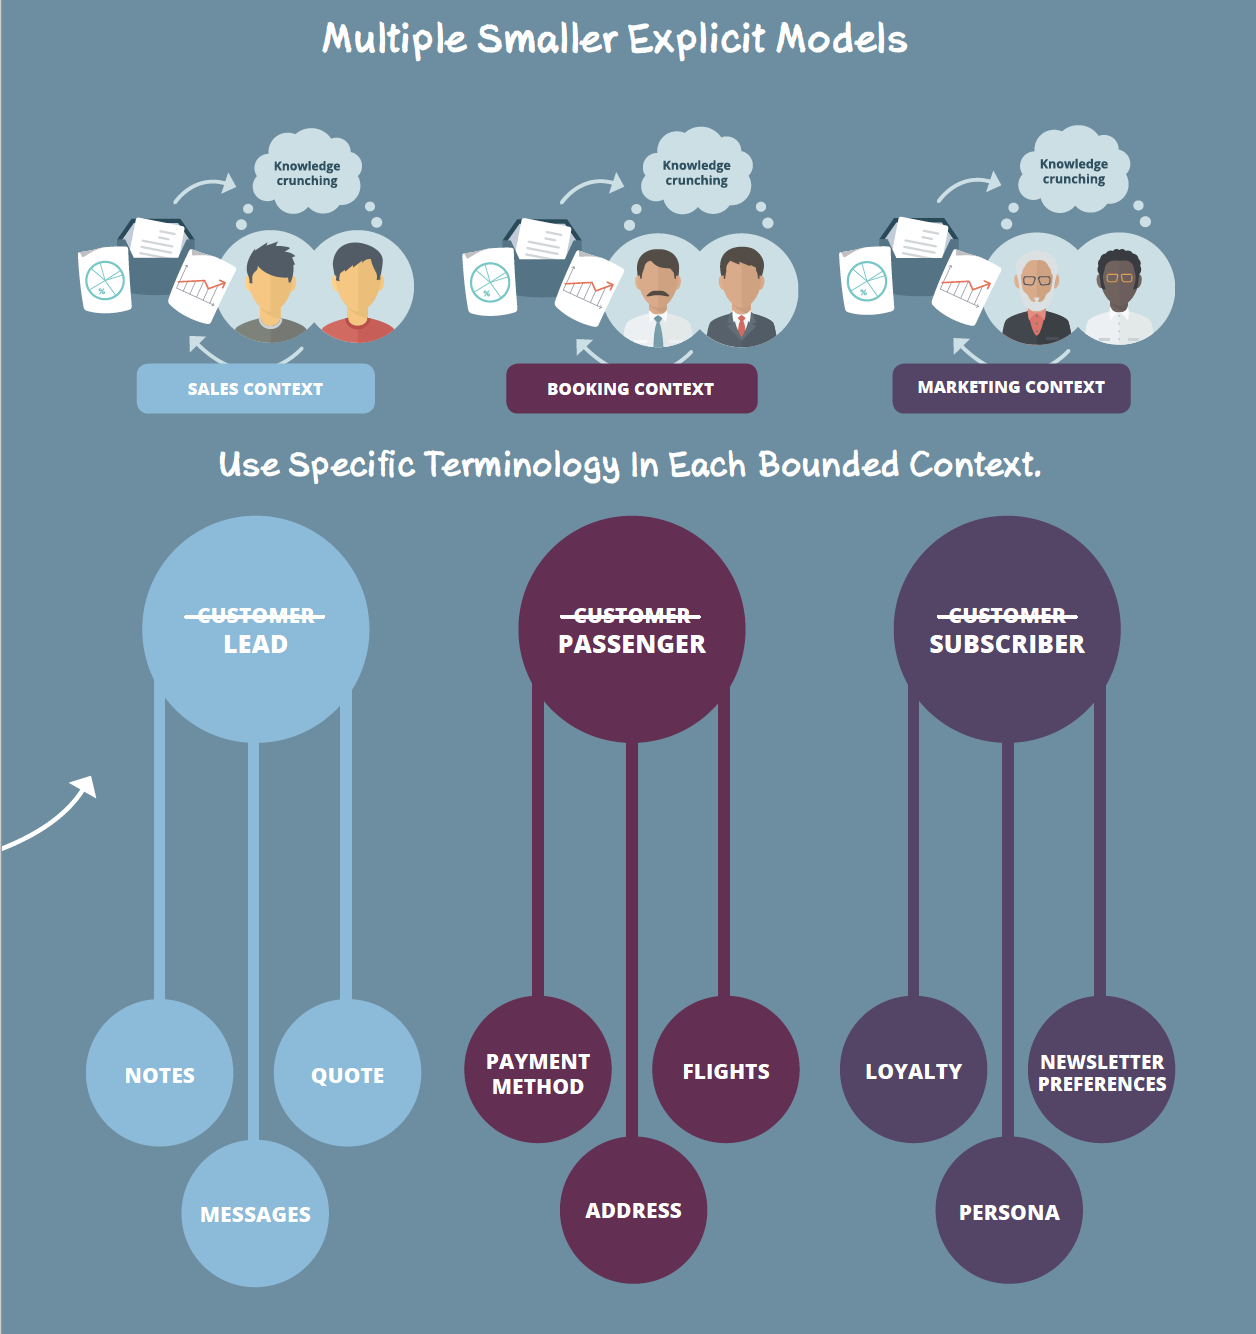 Multiple Smaller Explicit Models
Knowledge
crunching
Knowledge
crunching
Knowledge
crunching
%
%
%
SALES CONTEXT
BOOKING CONTEXT
MARKETING CONTEXT
Use Specific Terminology In Each Bounded Context.
CUSTOMER
LEAD
CUSTOMER
PASSENGER
CUSTOMER
SUBSCRIBER
NOTES
QUOTE
MESSAGES
PAYMENT
METHOD
FLIGHTS
ADDRESS
LOYALTY
NEWSLETTER
PREFERENCES
PERSONA